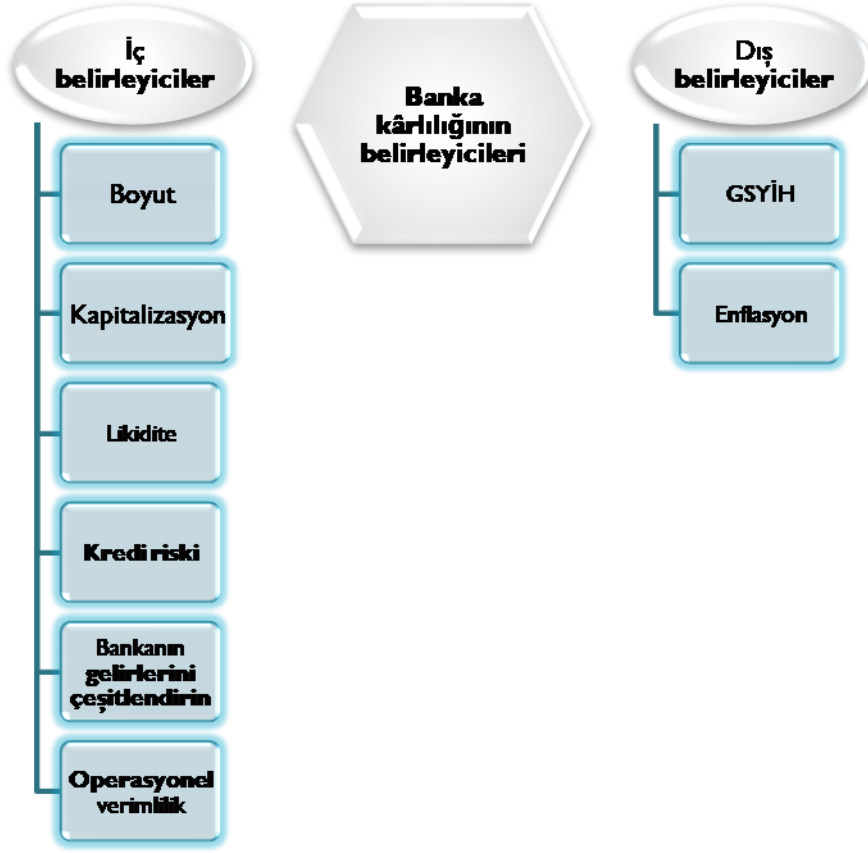 İç
belirleyiciler
Boyut
Kapitalizasyon
Likidite
Kredi riski
Bankanın
gelirlerini
çeşitlendirin
Operasyonel
verimlilik
Banka
kârlılığının
belirleyicileri
Dış
belirleyiciler
GSYİH
Enflasyon